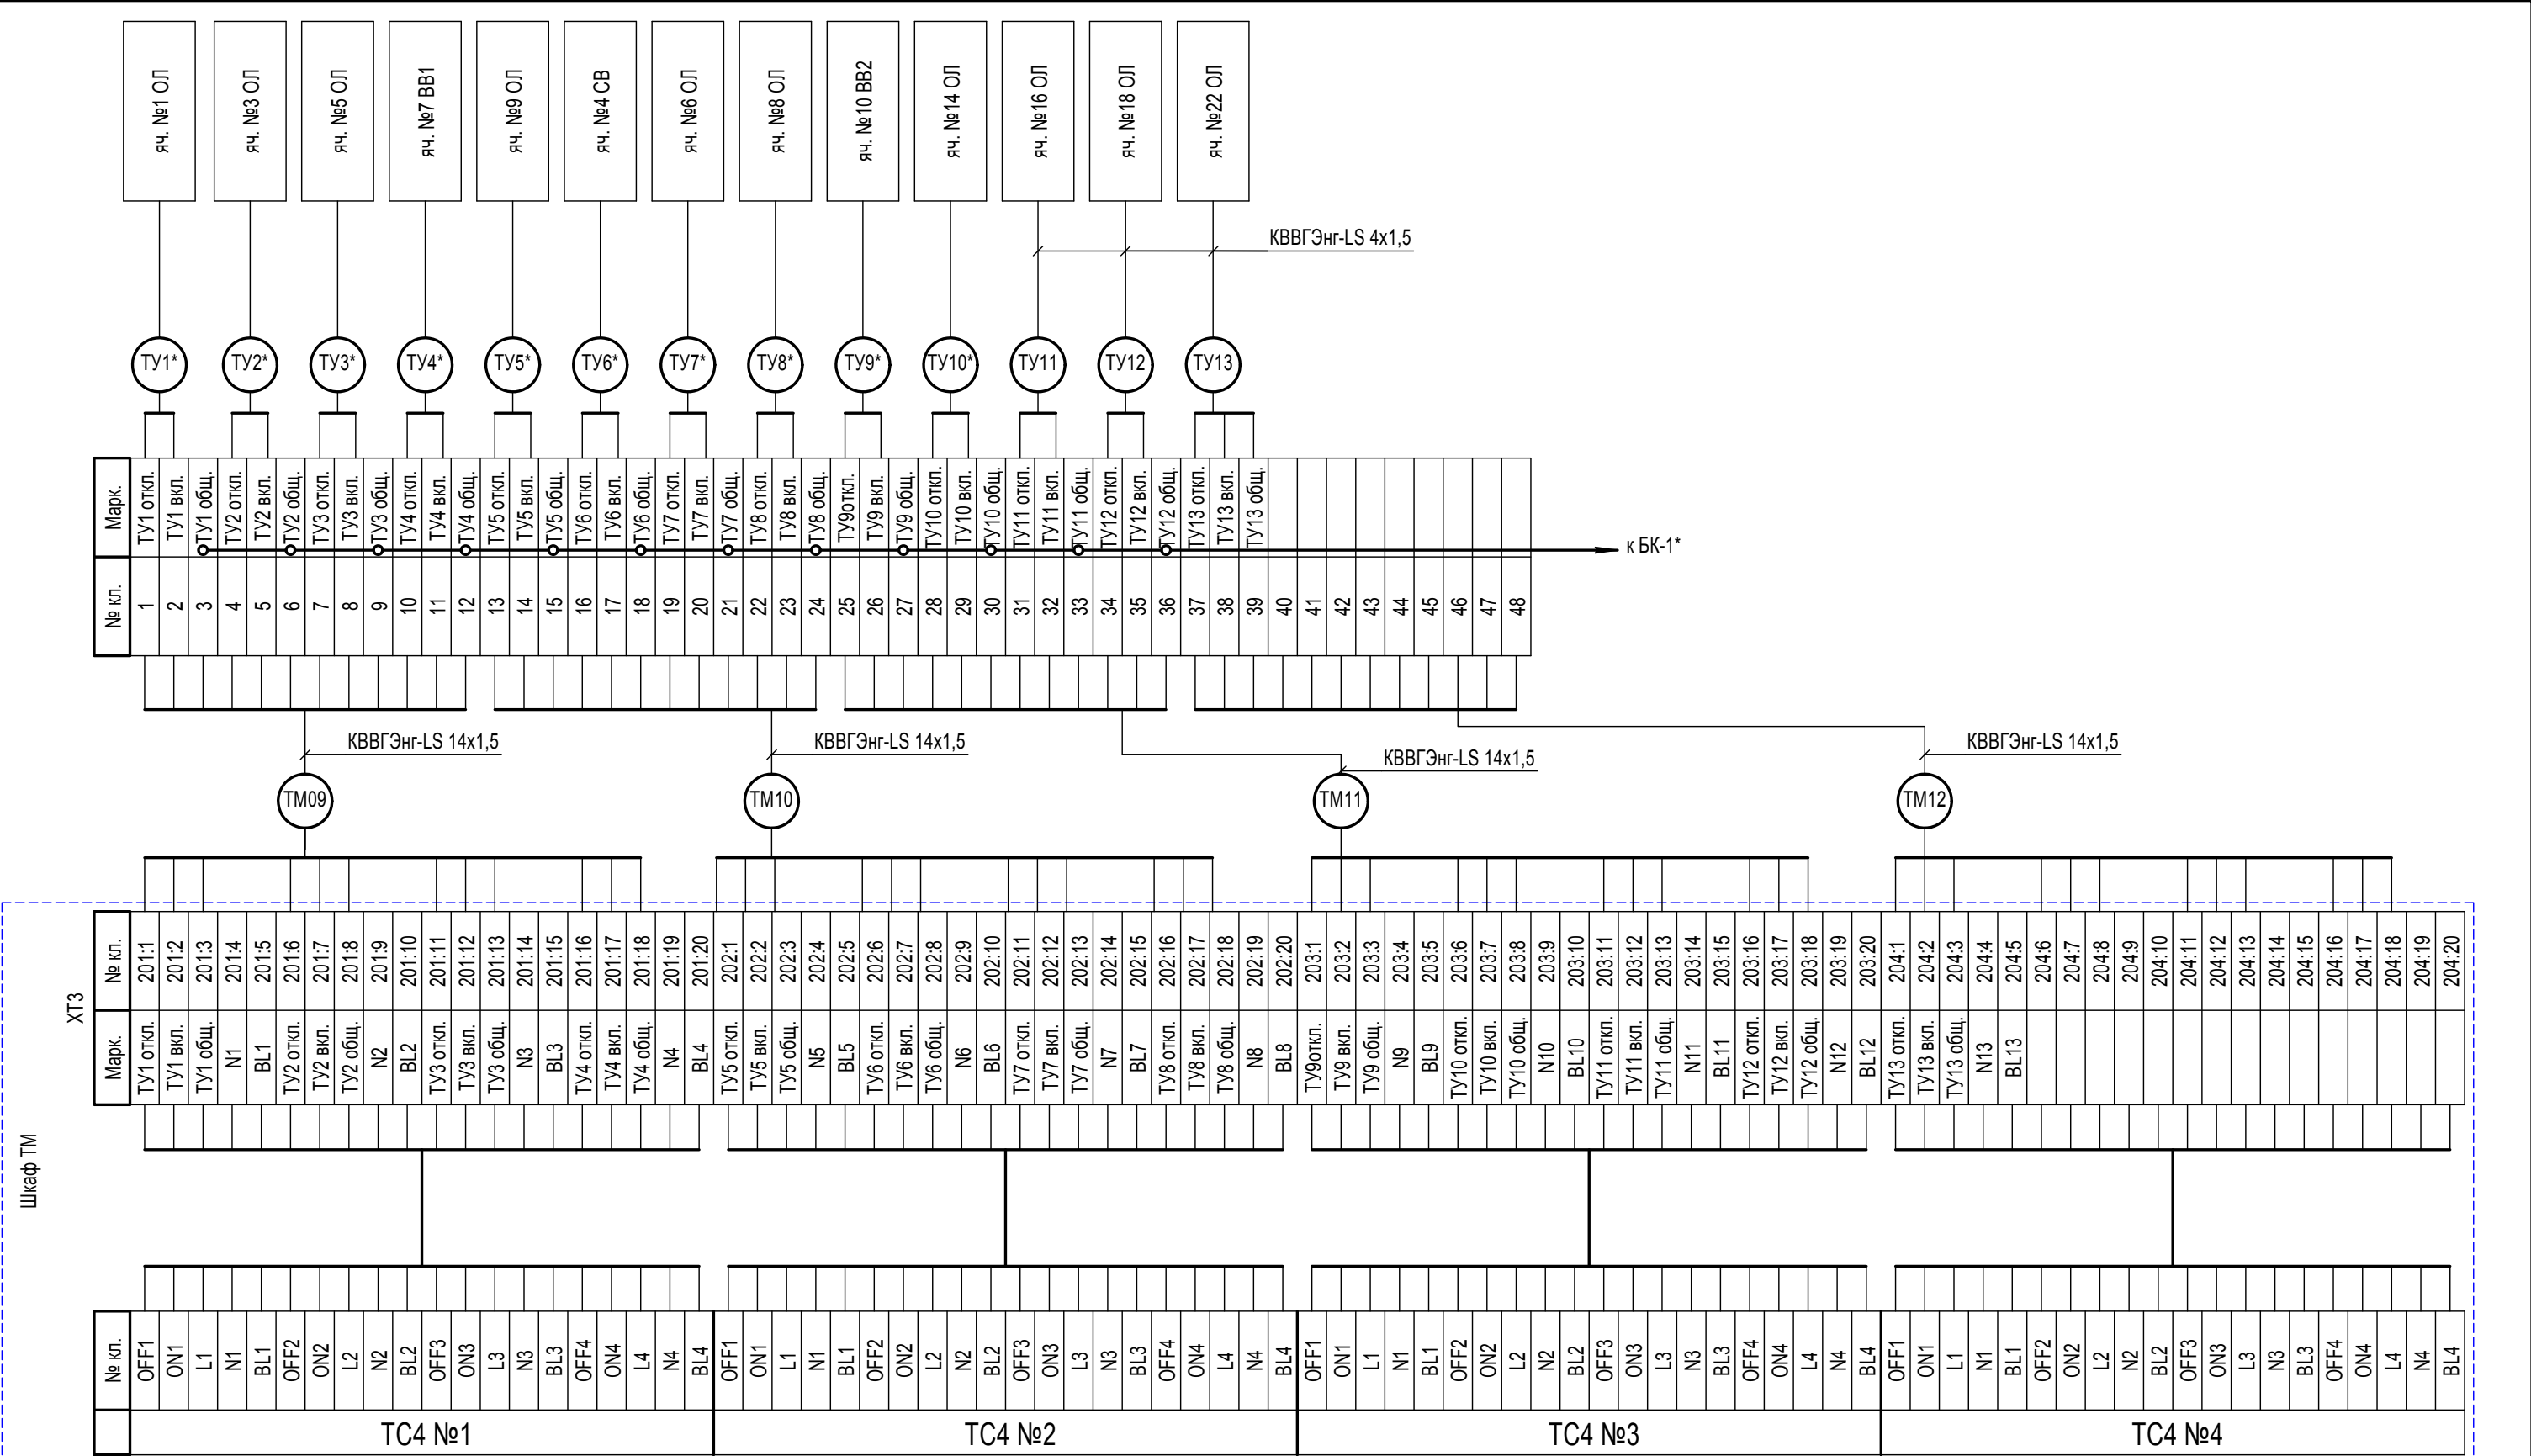 яч. №1 ОЛ
яч. №3 ОЛ
яч. №5 ОЛ
яч. №7 ВВ1
яч. №9 ОЛ
яч. №4 СВ
яч. №6 ОЛ
яч. №8 ОЛ
яч. №10 ВВ2
яч. №14 ОЛ
яч. №16 ОЛ
яч. №18 ОЛ
яч. №22 ОЛ
КВВГЭнг-LS 4х1,5
ТУ1* ТУ2* ТУ3* ТУ4* ТУ5* ТУ6* ТУ7* ТУ8* ТУ9* ТУ10* ТУ11 ТУ12 ТУ13
Марк. ТУ1 откл. ТУ1 вкл. ТУ1 общ. ТУ2 откл. ТУ2 вкл. ТУ2 общ. ТУ3 откл. ТУ3 вкл. ТУ3 общ. ТУ4 откл. ТУ4 вкл. ТУ4 общ. ТУ5 откл. ТУ5 вкл. ТУ5 общ. ТУ6 откл. ТУ6 вкл. ТУ6 общ. ТУ7 откл. ТУ7 вкл. ТУ7 общ. ТУ8 откл. ТУ8 вкл. ТУ8 общ. ТУ9откл. ТУ9 вкл. ТУ9 общ. ТУ10 откл. ТУ10 вкл. ТУ10 общ. ТУ11 откл. ТУ11 вкл. ТУ11 общ. ТУ12 откл. ТУ12 вкл. ТУ12 общ. ТУ13 откл. ТУ13 вкл. ТУ13 общ.
к БК-1*
№ кл. 1 2 3 4 5 6 7 8 9 10 11 12 13 14 15 16 17 18 19 20 21 22 23 24 25 26 27 28 29 30 31 32 33 34 35 36 37 38 39 40 41 42 43 44 45 46 47 48
КВВГЭнг-LS 14х1,5
КВВГЭнг-LS 14х1,5
КВВГЭнг-LS 14х1,5
КВВГЭнг-LS 14х1,5
ТМ09 ТМ10 ТМ11 ТМ12
Шкаф ТМ
ХТ3
№ кл. 201:1 201:2 201:3 201:4 201:5 201:6 201:7 201:8 201:9 201:10 201:11 201:12 201:13 201:14 201:15 201:16 201:17 201:18 201:19 201:20 202:1 202:2 202:3 202:4 202:5 202:6 202:7 202:8 202:9 202:10 202:11 202:12 202:13 202:14 202:15 202:16 202:17 202:18 202:19 202:20 203:1 203:2 203:3 203:4 203:5 203:6 203:7 203:8 203:9 203:10 203:11 203:12 203:13 203:14 203:15 203:16 203:17 203:18 203:19 203:20 204:1 204:2 204:3 204:4 204:5 204:6 204:7 204:8 204:9 204:10 204:11 204:12 204:13 204:14 204:15 204:16 204:17 204:18 204:19 204:20
Марк. ТУ1 откл. ТУ1 вкл. ТУ1 общ. N1 BL1 ТУ2 откл. ТУ2 вкл. ТУ2 общ. N2 BL2 ТУ3 откл. ТУ3 вкл. ТУ3 общ. N3 BL3 ТУ4 откл. ТУ4 вкл. ТУ4 общ. N4 BL4 ТУ5 откл. ТУ5 вкл. ТУ5 общ. N5 BL5 ТУ6 откл. ТУ6 вкл. ТУ6 общ. N6 BL6 ТУ7 откл. ТУ7 вкл. ТУ7 общ. N7 BL7 ТУ8 откл. ТУ8 вкл. ТУ8 общ. N8 BL8 ТУ9откл. ТУ9 вкл. ТУ9 общ. N9 BL9 ТУ10 откл. ТУ10 вкл. ТУ10 общ. N10 BL10 ТУ11 откл. ТУ11 вкл. ТУ11 общ. N11 BL11 ТУ12 откл. ТУ12 вкл. ТУ12 общ. N12 BL12 ТУ13 откл. ТУ13 вкл. ТУ13 общ. N13 BL13
№ кл. OFF1 ON1 L1 N1 BL1 OFF2 ON2 L2 N2 BL2 OFF3 ON3 L3 N3 BL3 OFF4 ON4 L4 N4 BL4 OFF1 ON1 L1 N1 BL1 OFF2 ON2 L2 N2 BL2 OFF3 ON3 L3 N3 BL3 OFF4 ON4 L4 N4 BL4 OFF1 ON1 L1 N1 BL1 OFF2 ON2 L2 N2 BL2 OFF3 ON3 L3 N3 BL3 OFF4 ON4 L4 N4 BL4 OFF1 ON1 L1 N1 BL1 OFF2 ON2 L2 N2 BL2 OFF3 ON3 L3 N3 BL3 OFF4 ON4 L4 N4 BL4
ТС4 №1 ТС4 №2 ТС4 №3 ТС4 №4